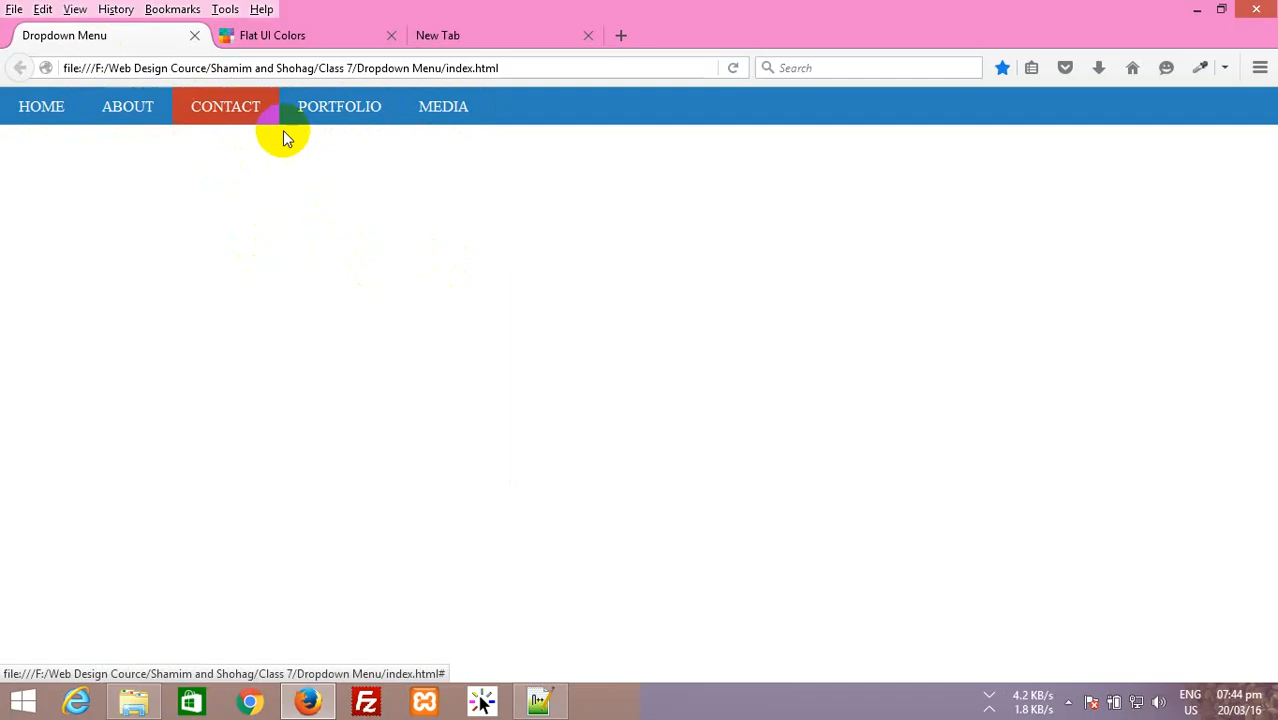 File Edit View History Bookmarks Tools Help
Dropdown Menu Flat UI Colors New Tab
file:///F:/Web Design Cource/Shamim and Shohag/Class 7/Dropdown Menu/index.html Search
HOME ABOUT CONTACT PORTFOLIO MEDIA
file:///F:/Web Design Cource/Shamim and Shohag/Class 7/Dropdown Menu/index.html#
4.2 KB/s ENG 07:44 pm
1.8 KB/s US 20/03/16